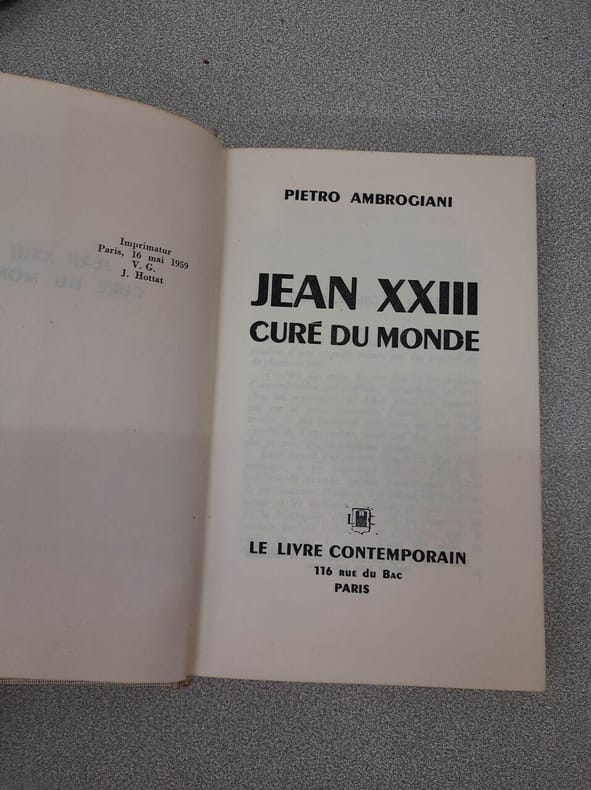 Imprimatur
Paris, 16 mai 1959
V. G.
J. Hottat
PIETRO AMBROGIANI
JEAN XXIII
CURÉ DU MONDE
L C
LE LIVRE CONTEMPORAIN
116 RUE DU BAC
PARIS